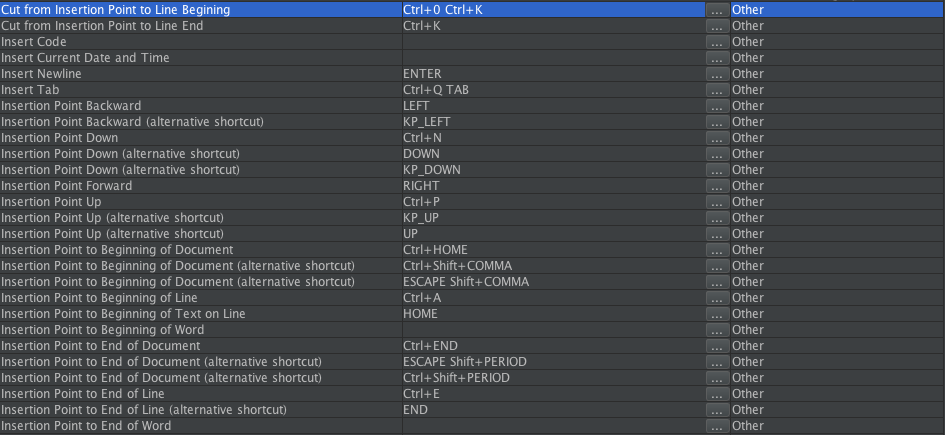 Cut from Insertion Point to Line Begining Ctrl+0 Ctrl+K ... Other
Cut from Insertion Point to Line End Ctrl+K ... Other
Insert Code ... Other
Insert Current Date and Time ... Other
Insert Newline ENTER ... Other
Insert Tab Ctrl+Q TAB ... Other
Insertion Point Backward LEFT ... Other
Insertion Point Backward (alternative shortcut) KP_LEFT ... Other
Insertion Point Down Ctrl+N ... Other
Insertion Point Down (alternative shortcut) DOWN ... Other
Insertion Point Down (alternative shortcut) KP_DOWN ... Other
Insertion Point Forward RIGHT ... Other
Insertion Point Up Ctrl+P ... Other
Insertion Point Up (alternative shortcut) KP_UP ... Other
Insertion Point Up (alternative shortcut) UP ... Other
Insertion Point to Beginning of Document Ctrl+HOME ... Other
Insertion Point to Beginning of Document (alternative shortcut) Ctrl+Shift+COMMA ... Other
Insertion Point to Beginning of Document (alternative shortcut) ESCAPE Shift+COMMA ... Other
Insertion Point to Beginning of Line Ctrl+A ... Other
Insertion Point to Beginning of Text on Line HOME ... Other
Insertion Point to Beginning of Word ... Other
Insertion Point to End of Document Ctrl+END ... Other
Insertion Point to End of Document (alternative shortcut) ESCAPE Shift+PERIOD ... Other
Insertion Point to End of Document (alternative shortcut) Ctrl+Shift+PERIOD ... Other
Insertion Point to End of Line Ctrl+E ... Other
Insertion Point to End of Line (alternative shortcut) END ... Other
Insertion Point to End of Word ... Other